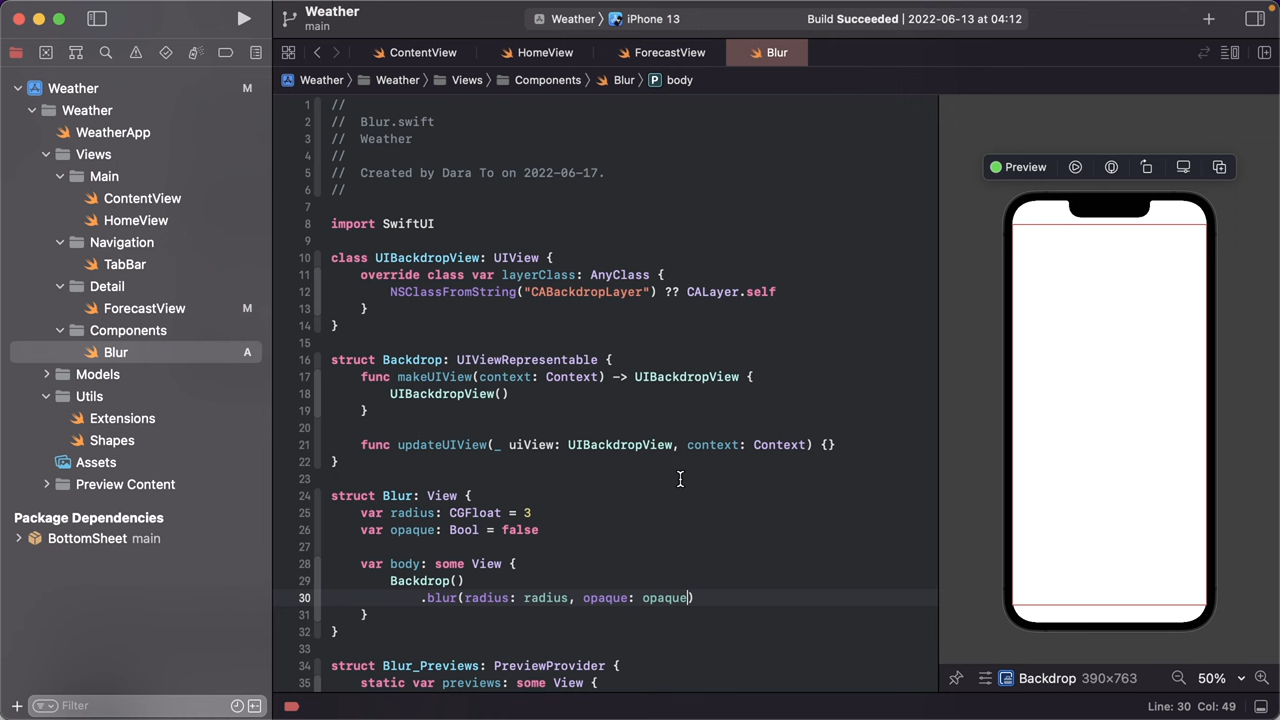 Weather
main
Weather
iPhone 13
Build Succeeded | 2022-06-13 at 04:12
ContentView
HomeView
ForecastView
Blur
Weather
Weather
Views
Components
Blur
P
body
Weather
M
Weather
WeatherApp
Views
Main
ContentView
HomeView
Navigation
TabBar
Detail
ForecastView
M
Components
Blur
A
Models
Utils
Extensions
Shapes
Assets
Preview Content
Package Dependencies
BottomSheet main
Filter
1 //
2 //  Blur.swift
3 //  Weather
4 //
5 //  Created by Dara To on 2022-06-17.
6 //
7
8 import SwiftUI
9
10 class UIBackdropView: UIView {
11     override class var layerClass: AnyClass {
12         NSClassFromString("CABackdropLayer") ?? CALayer.self
13     }
14 }
15
16 struct Backdrop: UIViewRepresentable {
17     func makeUIView(context: Context) -> UIBackdropView {
18         UIBackdropView()
19     }
20
21     func updateUIView(_ uiView: UIBackdropView, context: Context) {}
22 }
23
24 struct Blur: View {
25     var radius: CGFloat = 3
26     var opaque: Bool = false
27
28     var body: some View {
29         Backdrop()
30             .blur(radius: radius, opaque: opaque)
31     }
32 }
33
34 struct Blur_Previews: PreviewProvider {
35     static var previews: some View {
Preview
Backdrop 390×763
50%
Line: 30 Col: 49